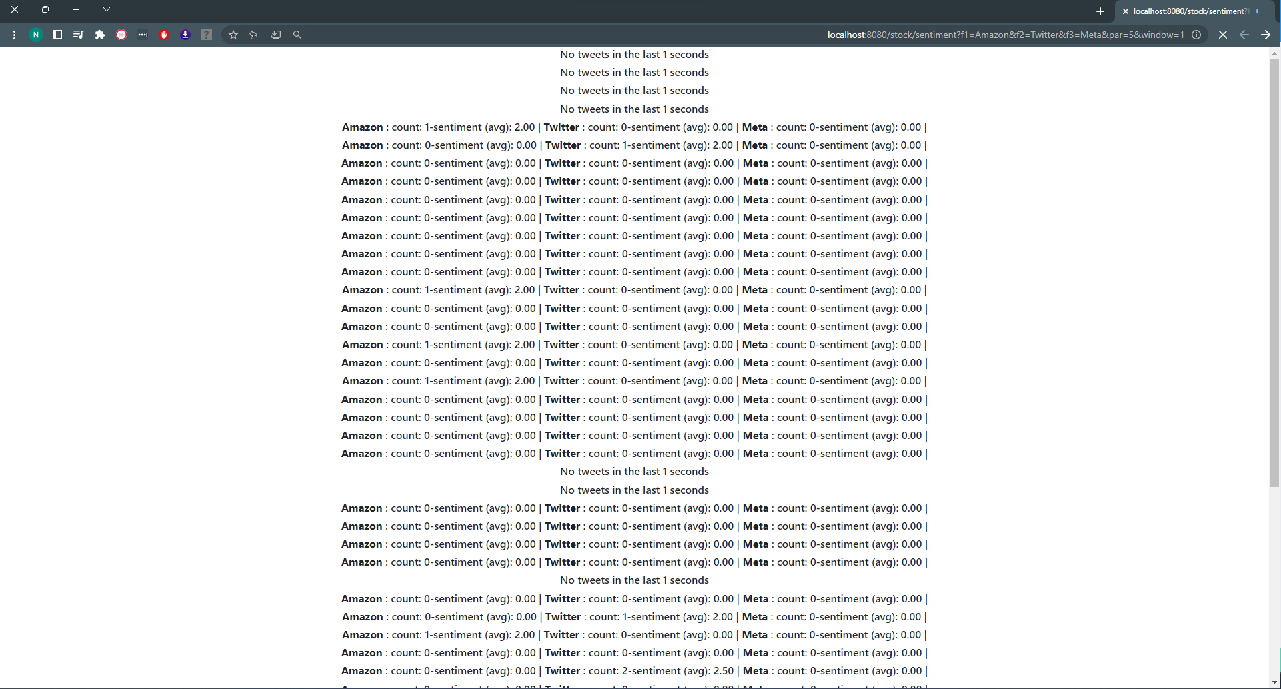 localhost:8080/stock/sentiment?
N
localhost:8080/stock/sentiment?f1=Amazon&f2=Twitter&f3=Meta&par=5&window=1
No tweets in the last 1 seconds
No tweets in the last 1 seconds
No tweets in the last 1 seconds
No tweets in the last 1 seconds
Amazon : count: 1-sentiment (avg): 2.00 | Twitter : count: 0-sentiment (avg): 0.00 | Meta : count: 0-sentiment (avg): 0.00 |
Amazon : count: 0-sentiment (avg): 0.00 | Twitter : count: 1-sentiment (avg): 2.00 | Meta : count: 0-sentiment (avg): 0.00 |
Amazon : count: 0-sentiment (avg): 0.00 | Twitter : count: 0-sentiment (avg): 0.00 | Meta : count: 0-sentiment (avg): 0.00 |
Amazon : count: 0-sentiment (avg): 0.00 | Twitter : count: 0-sentiment (avg): 0.00 | Meta : count: 0-sentiment (avg): 0.00 |
Amazon : count: 0-sentiment (avg): 0.00 | Twitter : count: 0-sentiment (avg): 0.00 | Meta : count: 0-sentiment (avg): 0.00 |
Amazon : count: 0-sentiment (avg): 0.00 | Twitter : count: 0-sentiment (avg): 0.00 | Meta : count: 0-sentiment (avg): 0.00 |
Amazon : count: 0-sentiment (avg): 0.00 | Twitter : count: 0-sentiment (avg): 0.00 | Meta : count: 0-sentiment (avg): 0.00 |
Amazon : count: 0-sentiment (avg): 0.00 | Twitter : count: 0-sentiment (avg): 0.00 | Meta : count: 0-sentiment (avg): 0.00 |
Amazon : count: 0-sentiment (avg): 0.00 | Twitter : count: 0-sentiment (avg): 0.00 | Meta : count: 0-sentiment (avg): 0.00 |
Amazon : count: 1-sentiment (avg): 2.00 | Twitter : count: 0-sentiment (avg): 0.00 | Meta : count: 0-sentiment (avg): 0.00 |
Amazon : count: 0-sentiment (avg): 0.00 | Twitter : count: 0-sentiment (avg): 0.00 | Meta : count: 0-sentiment (avg): 0.00 |
Amazon : count: 0-sentiment (avg): 0.00 | Twitter : count: 0-sentiment (avg): 0.00 | Meta : count: 0-sentiment (avg): 0.00 |
Amazon : count: 1-sentiment (avg): 2.00 | Twitter : count: 0-sentiment (avg): 0.00 | Meta : count: 0-sentiment (avg): 0.00 |
Amazon : count: 0-sentiment (avg): 0.00 | Twitter : count: 0-sentiment (avg): 0.00 | Meta : count: 0-sentiment (avg): 0.00 |
Amazon : count: 1-sentiment (avg): 2.00 | Twitter : count: 0-sentiment (avg): 0.00 | Meta : count: 0-sentiment (avg): 0.00 |
Amazon : count: 0-sentiment (avg): 0.00 | Twitter : count: 0-sentiment (avg): 0.00 | Meta : count: 0-sentiment (avg): 0.00 |
Amazon : count: 0-sentiment (avg): 0.00 | Twitter : count: 0-sentiment (avg): 0.00 | Meta : count: 0-sentiment (avg): 0.00 |
Amazon : count: 0-sentiment (avg): 0.00 | Twitter : count: 0-sentiment (avg): 0.00 | Meta : count: 0-sentiment (avg): 0.00 |
Amazon : count: 0-sentiment (avg): 0.00 | Twitter : count: 0-sentiment (avg): 0.00 | Meta : count: 0-sentiment (avg): 0.00 |
No tweets in the last 1 seconds
No tweets in the last 1 seconds
Amazon : count: 0-sentiment (avg): 0.00 | Twitter : count: 0-sentiment (avg): 0.00 | Meta : count: 0-sentiment (avg): 0.00 |
Amazon : count: 0-sentiment (avg): 0.00 | Twitter : count: 0-sentiment (avg): 0.00 | Meta : count: 0-sentiment (avg): 0.00 |
Amazon : count: 0-sentiment (avg): 0.00 | Twitter : count: 0-sentiment (avg): 0.00 | Meta : count: 0-sentiment (avg): 0.00 |
Amazon : count: 0-sentiment (avg): 0.00 | Twitter : count: 0-sentiment (avg): 0.00 | Meta : count: 0-sentiment (avg): 0.00 |
No tweets in the last 1 seconds
Amazon : count: 0-sentiment (avg): 0.00 | Twitter : count: 0-sentiment (avg): 0.00 | Meta : count: 0-sentiment (avg): 0.00 |
Amazon : count: 0-sentiment (avg): 0.00 | Twitter : count: 1-sentiment (avg): 2.00 | Meta : count: 0-sentiment (avg): 0.00 |
Amazon : count: 1-sentiment (avg): 2.00 | Twitter : count: 0-sentiment (avg): 0.00 | Meta : count: 0-sentiment (avg): 0.00 |
Amazon : count: 0-sentiment (avg): 0.00 | Twitter : count: 0-sentiment (avg): 0.00 | Meta : count: 0-sentiment (avg): 0.00 |
Amazon : count: 0-sentiment (avg): 0.00 | Twitter : count: 2-sentiment (avg): 2.50 | Meta : count: 0-sentiment (avg): 0.00 |